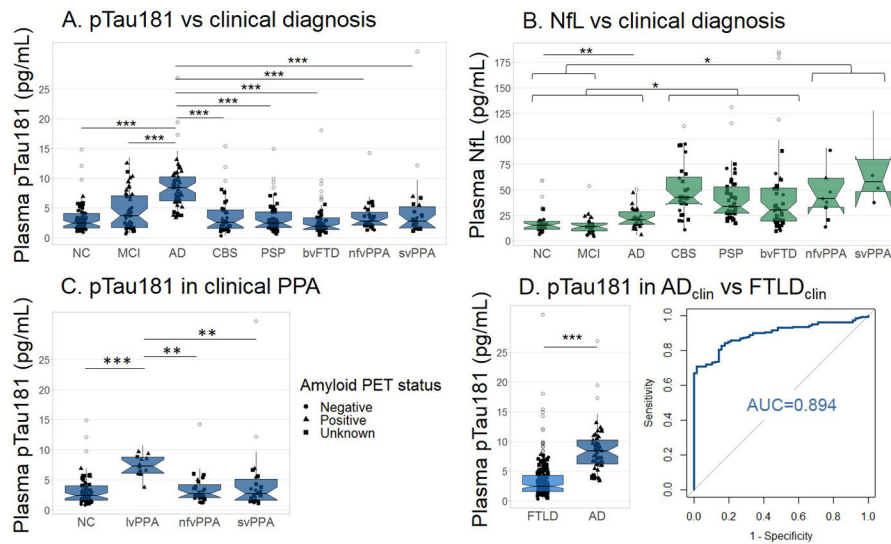 A. pTau181 vs clinical diagnosis
Plasma pTau181 (pg/mL)
25
20
15
10
5
0
***
***
***
***
***
***
***
NC MCI AD CBS PSP bvFTD nfvPPA svPPA
B. NfL vs clinical diagnosis
Plasma NfL (pg/mL)
175
150
125
100
75
50
25
0
**
*
*
NC MCI AD CBS PSP bvFTD nfvPPA svPPA
C. pTau181 in clinical PPA
Plasma pTau181 (pg/mL)
25
20
15
10
5
0
**
**
***
NC lvPPA nfvPPA svPPA
Amyloid PET status
Negative
Positive
Unknown
D. pTau181 in ADclin vs FTLDclin
Plasma pTau181 (pg/mL)
25
20
15
10
5
0
***
FTLD AD
Sensitivity
1.0
0.8
0.6
0.4
0.2
0.0
AUC=0.894
0.0 0.2 0.4 0.6 0.8 1.0
1 - Specificity